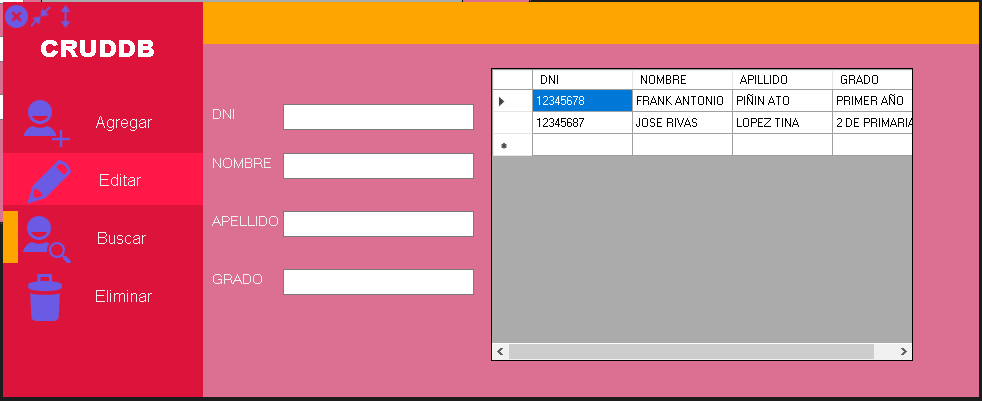 CRUDDB
Agregar
Editar
Buscar
Eliminar
DNI
NOMBRE
APELLIDO
GRADO
DNI NOMBRE APILLIDO GRADO
12345678 FRANK ANTONIO PIÑIN ATO PRIMER AÑO
12345687 JOSE RIVAS LOPEZ TINA 2 DE PRIMARIA